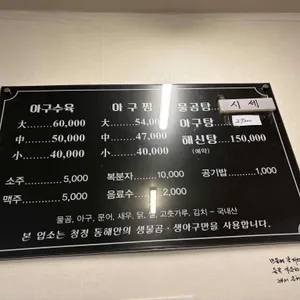 아구수육
大........60,000
中........50,000
小........40,000
아구찜
大........54,000
中........47,000
小........40,000
물곰탕 시세
아구탕
해신탕 150,000
(예약)
소주........5,000
복분자........10,000
공기밥........1,000
맥주........5,000
음료수........2,000
물곰, 아구, 문어, 새우, 닭, 쌀, 고춧가루, 김치 - 국내산
본 업소는 청정 동해안의 생물곰·생아구만을 사용합니다.